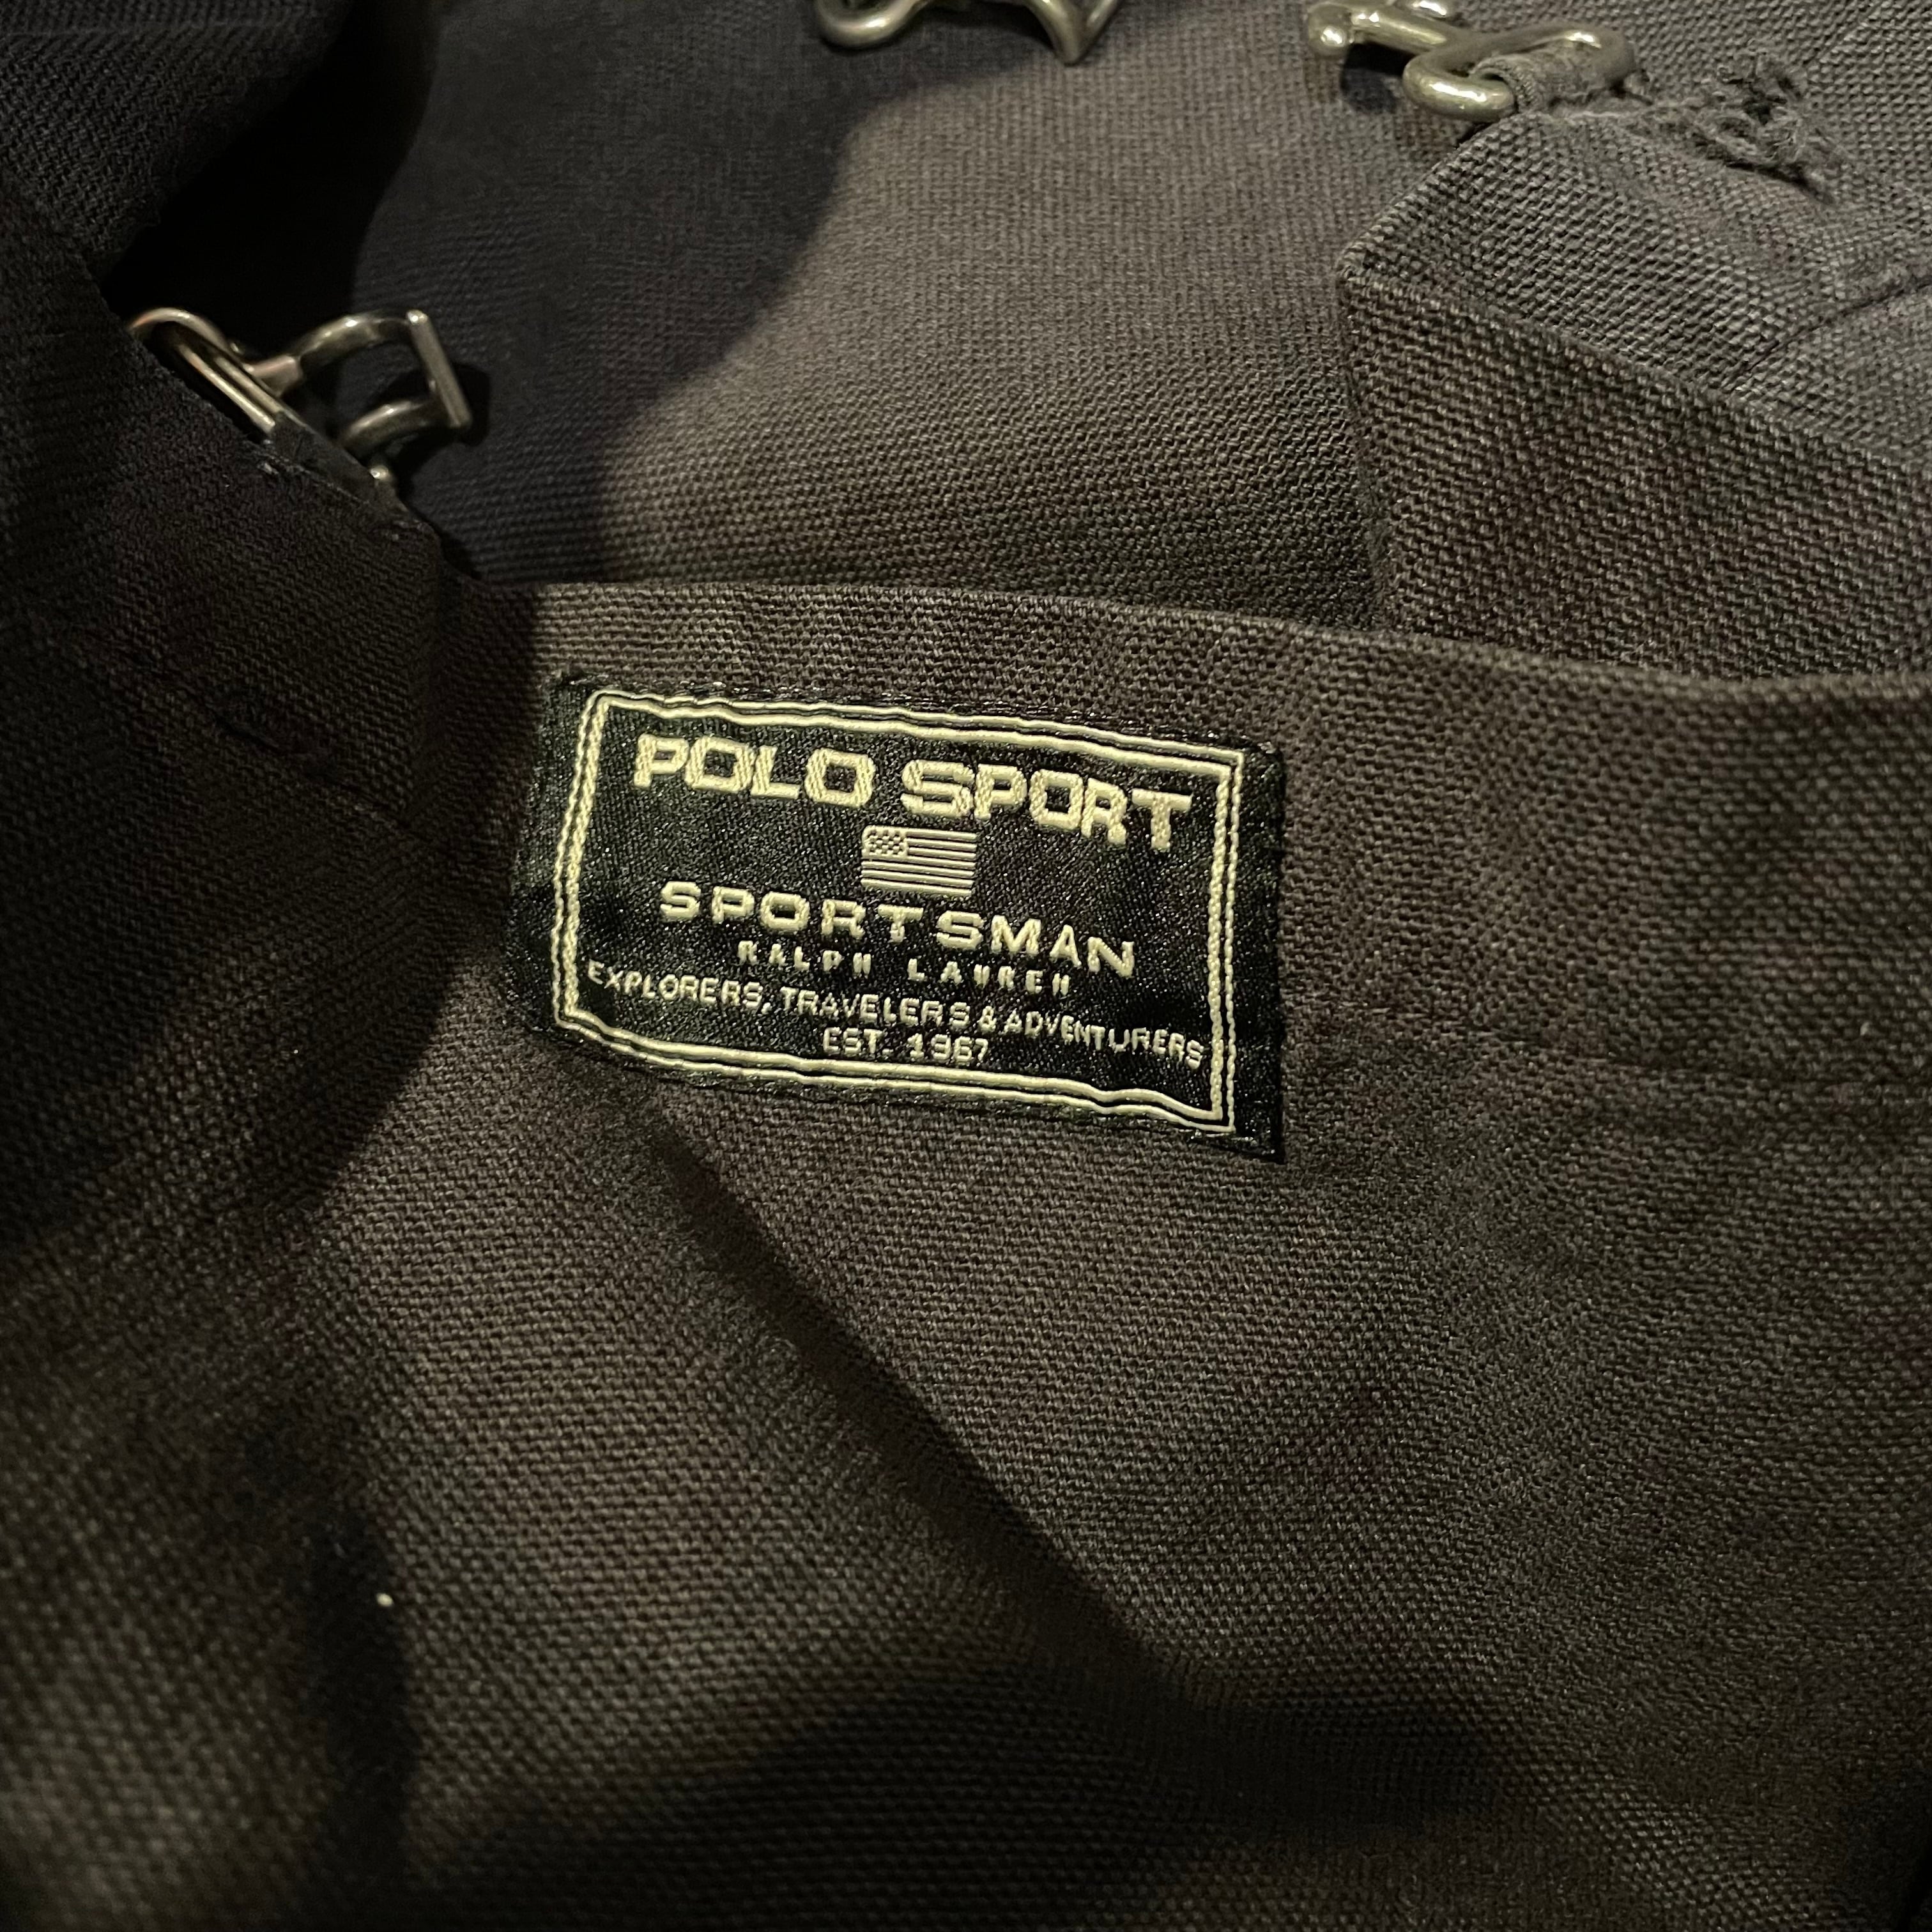 POLO SPORT
SPORTSMAN
RALPH LAUREN
EXPLORERS, TRAVELERS & ADVENTURERS
EST. 1967